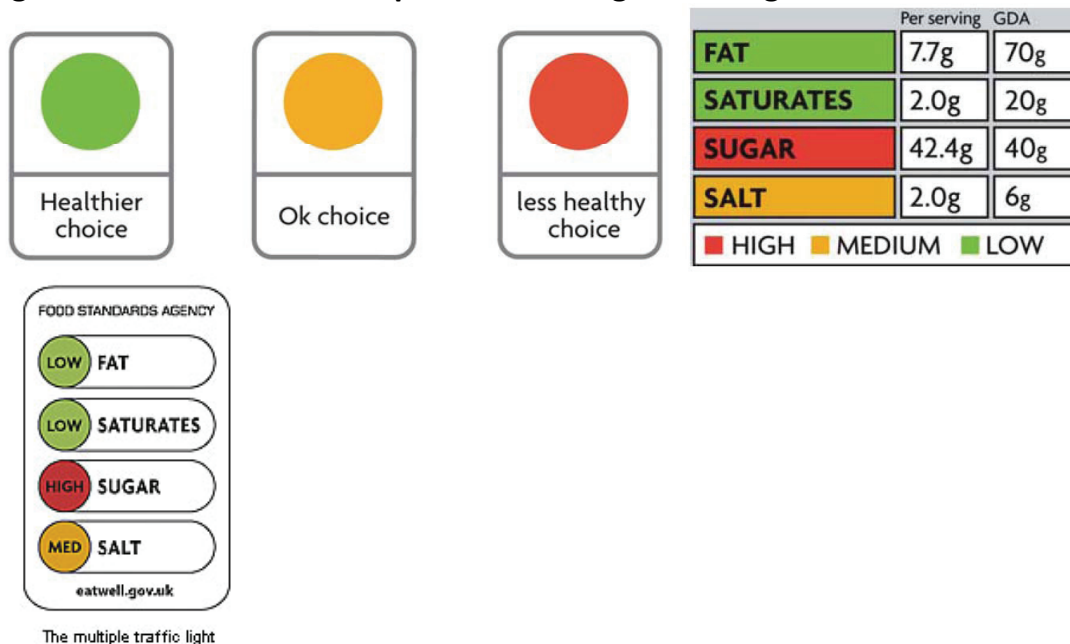 Healthier
choice
Ok choice
less healthy
choice
Per serving GDA
FAT 7.7g 70g
SATURATES 2.0g 20g
SUGAR 42.4g 40g
SALT 2.0g 6g
HIGH MEDIUM LOW
FOOD STANDARDS AGENCY
LOW FAT
LOW SATURATES
HIGH SUGAR
MED SALT
eatwell.gov.uk
The multiple traffic light